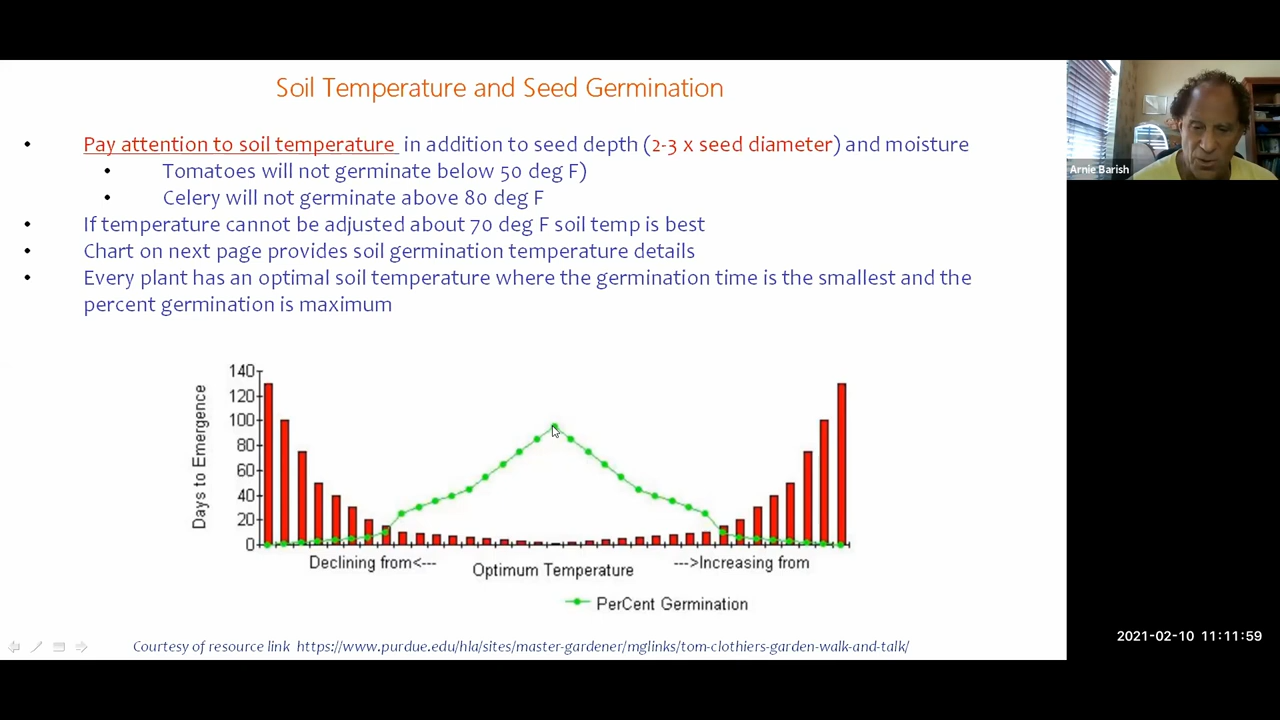 Soil Temperature and Seed Germination
• Pay attention to soil temperature in addition to seed depth (2-3 x seed diameter) and moisture
• Tomatoes will not germinate below 50 deg F)
• Celery will not germinate above 80 deg F
• If temperature cannot be adjusted about 70 deg F soil temp is best
• Chart on next page provides soil germination temperature details
• Every plant has an optimal soil temperature where the germination time is the smallest and the
percent germination is maximum
Arnie Barish
Days to Emergence
140
120
100
80
60
40
20
0
Declining from<--- Optimum Temperature --->Increasing from
PerCent Germination
Courtesy of resource link https://www.purdue.edu/hla/sites/master-gardener/mglinks/tom-clothiers-garden-walk-and-talk/
2021-02-10 11:11:59